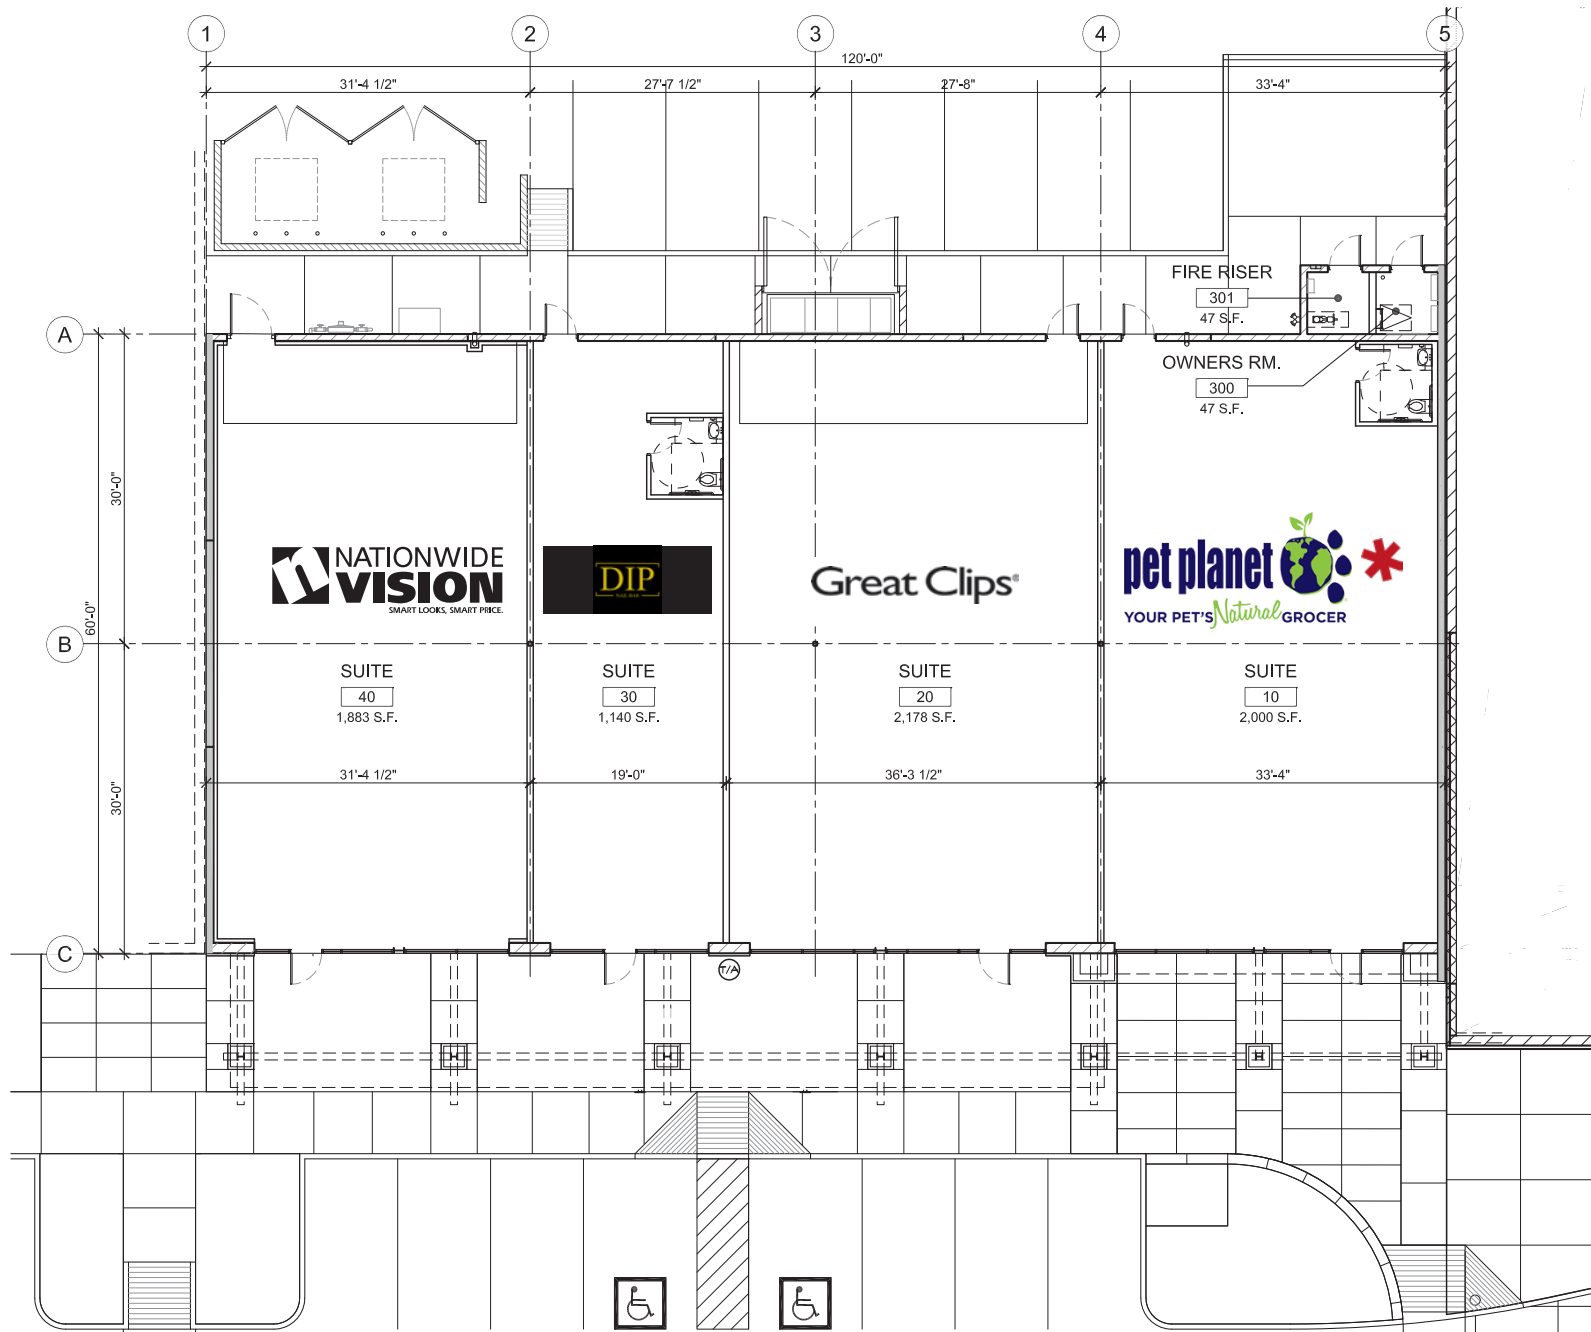 1 2 3 4 5
120'-0"
31'-4 1/2" 27'-7 1/2" 27'-8" 33'-4"
FIRE RISER
301
47 S.F.
A
OWNERS RM.
300
47 S.F.
30'-0"
NATIONWIDE
VISION
SMART LOOKS, SMART PRICE.
DIP
NAIL BAR
Great Clips®
pet planet
YOUR PET'S Natural GROCER
60'-0"
B
SUITE
40
1,883 S.F.
SUITE
30
1,140 S.F.
SUITE
20
2,178 S.F.
SUITE
10
2,000 S.F.
31'-4 1/2" 19'-0" 36'-3 1/2" 33'-4"
30'-0"
C
T/A